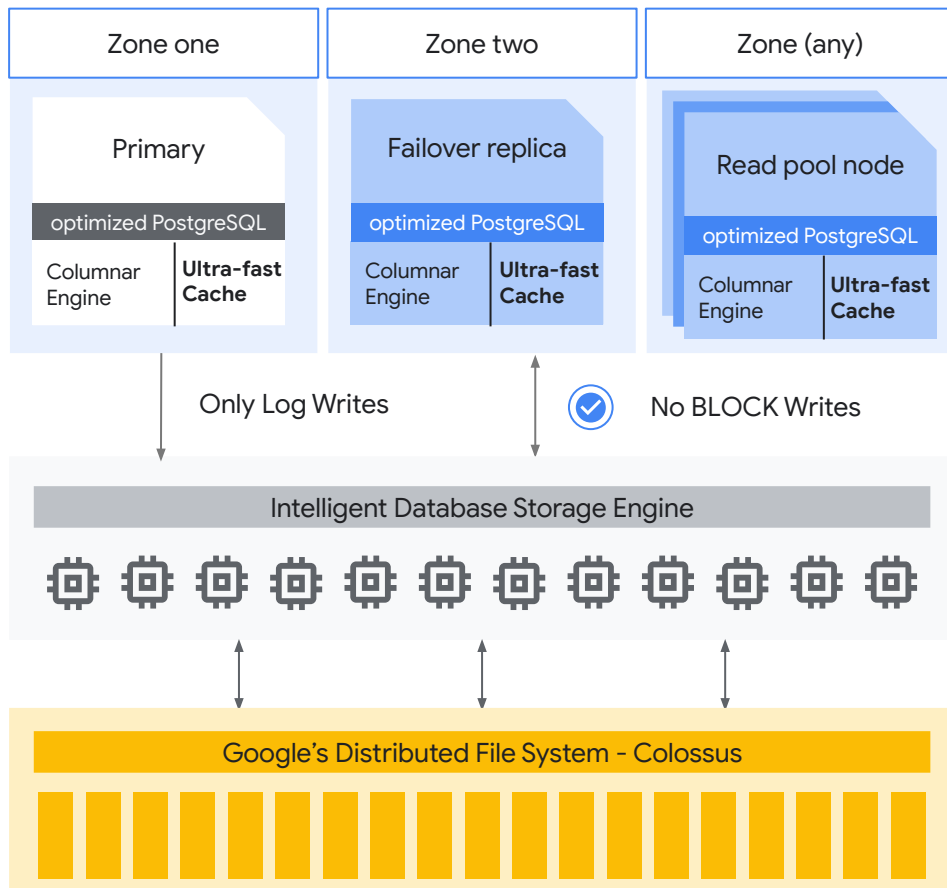 Zone one
Zone two
Zone (any)
Primary
optimized PostgreSQL
Columnar
Engine
Ultra-fast
Cache
Failover replica
optimized PostgreSQL
Columnar
Engine
Ultra-fast
Cache
Read pool node
optimized PostgreSQL
Columnar
Engine
Ultra-fast
Cache
Only Log Writes
No BLOCK Writes
Intelligent Database Storage Engine
Google’s Distributed File System - Colossus